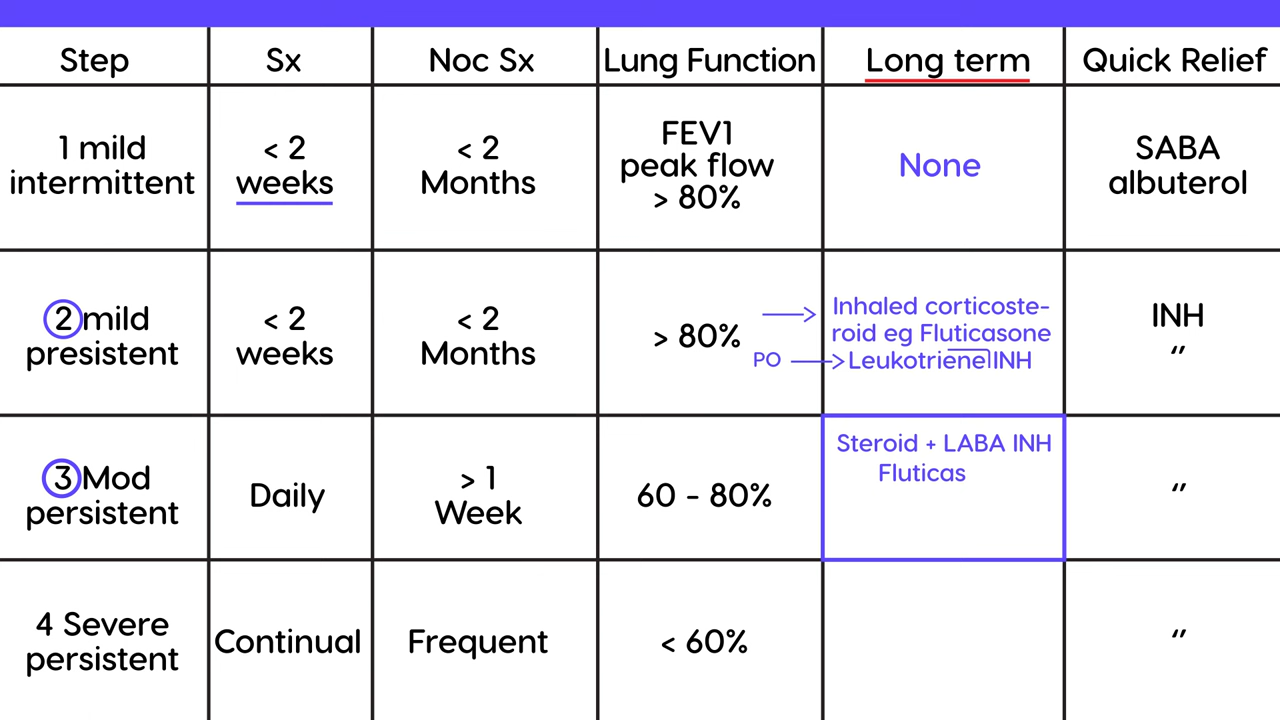 Step
Sx
Noc Sx
Lung Function
Long term
Quick Relief
1 mild
intermittent
< 2
weeks
< 2
Months
FEV1
peak flow
> 80%
None
SABA
albuterol
2 mild
presistent
< 2
weeks
< 2
Months
> 80%
PO
Inhaled corticoste-
roid eg Fluticasone
Leukotriene INH
INH
"
3 Mod
persistent
Daily
> 1
Week
60 - 80%
Steroid + LABA INH
Fluticas
"
4 Severe
persistent
Continual
Frequent
< 60%
"